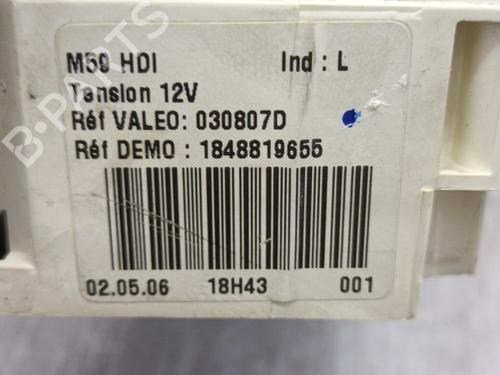 M59 HDI Ind : L
Tension 12V
Réf VALEO: 030807D
Réf DEMO : 1848819655
02.05.06 18H43 001
B-PARTS